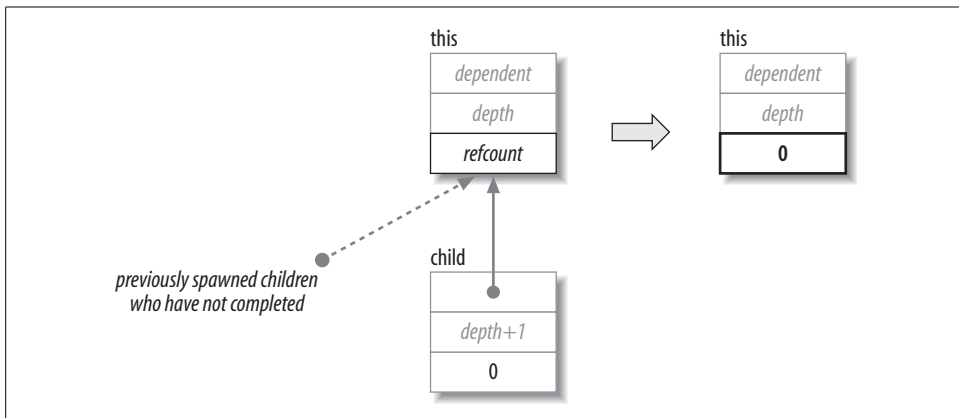 this
dependent
depth
refcount
this
dependent
depth
0
previously spawned children
who have not completed
child
depth+1
0